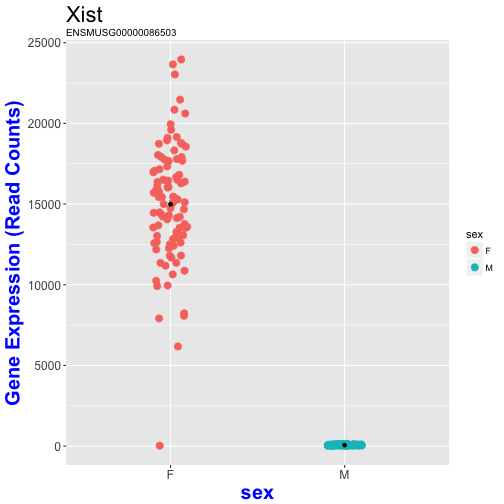 Xist
ENSMUSG00000086503
Gene Expression (Read Counts)
25000
20000
15000
10000
5000
0
F
M
sex
sex
F
M